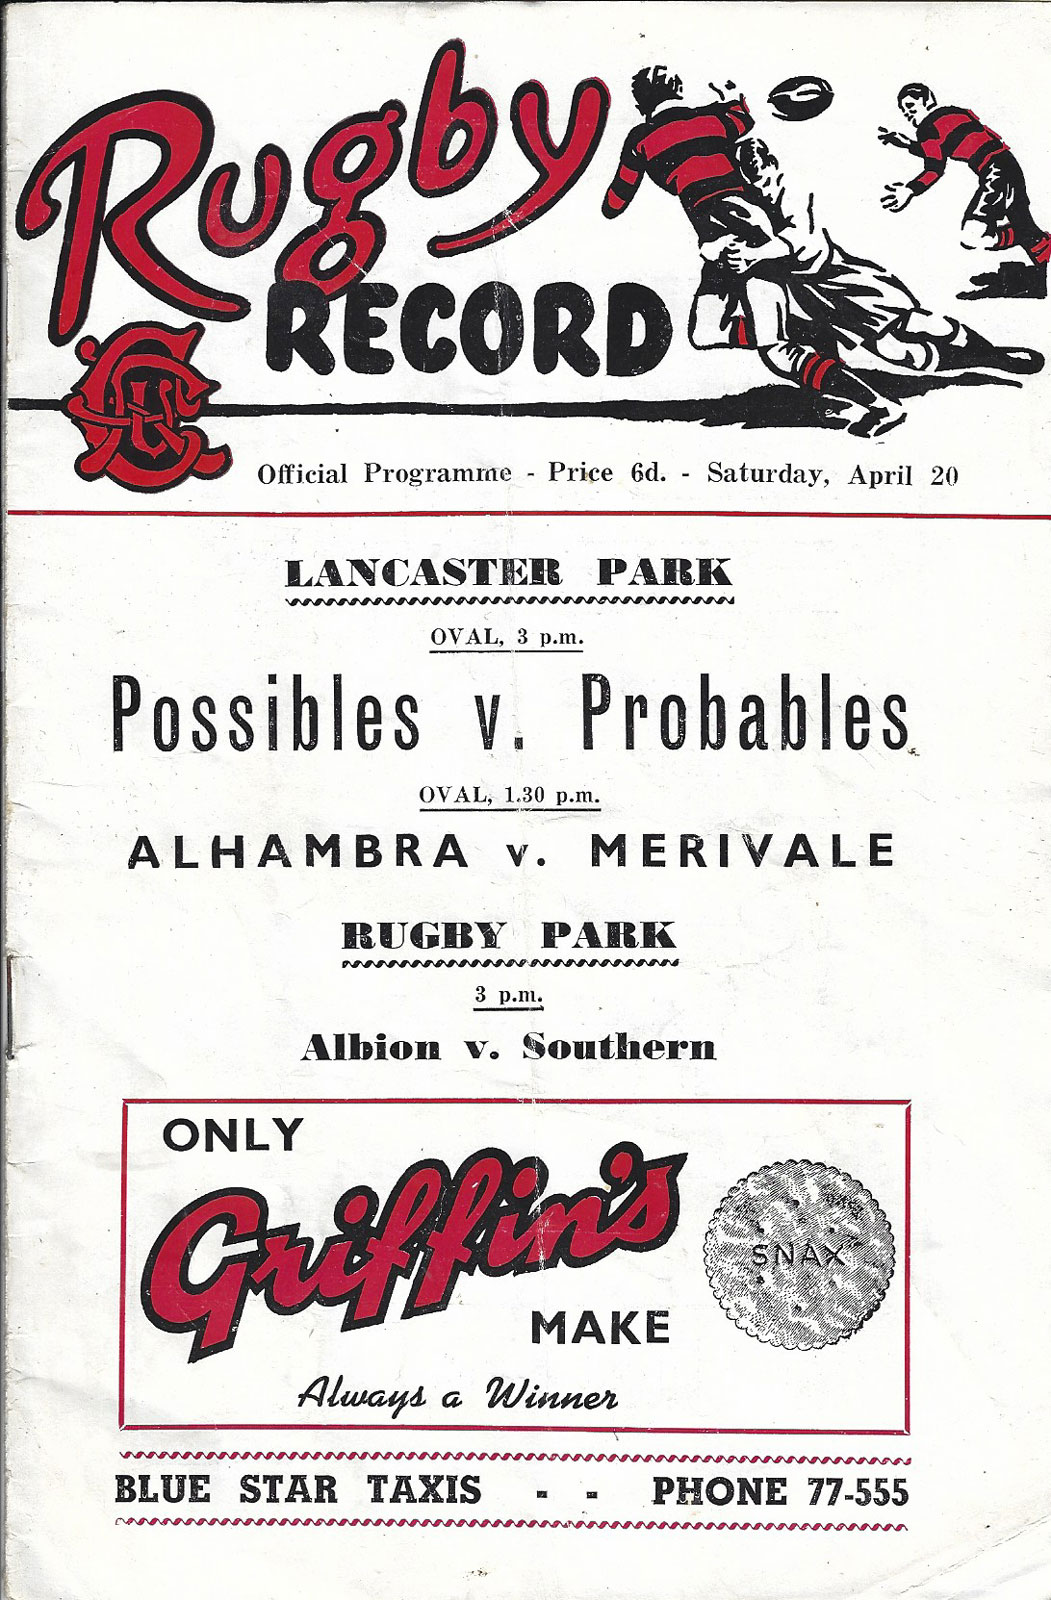 Rugby
RECORD
CRU
Official Programme - Price 6d. - Saturday, April 20
LANCASTER PARK
OVAL, 3 p.m.
Possibles v. Probables
OVAL, 1.30 p.m.
ALHAMBRA v. MERIVALE
RUGBY PARK
3 p.m.
Albion v. Southern
ONLY
Griffin's
SNAX
MAKE
Always a Winner
BLUE STAR TAXIS - - PHONE 77-555